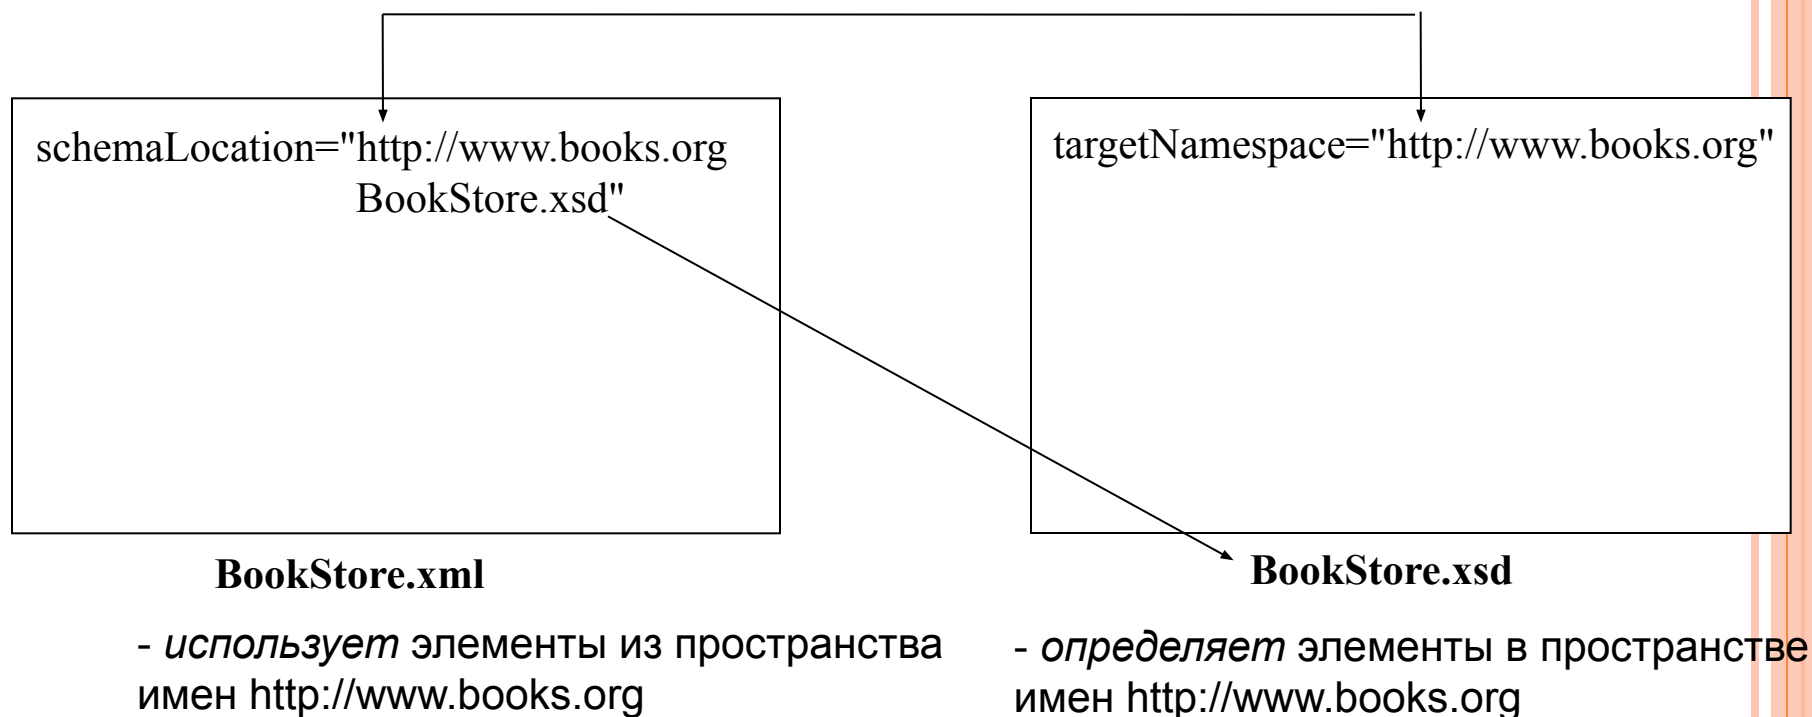 schemaLocation="http://www.books.org
BookStore.xsd"
targetNamespace="http://www.books.org"
BookStore.xml
BookStore.xsd
- использует элементы из пространства
имен http://www.books.org
- определяет элементы в пространстве
имен http://www.books.org